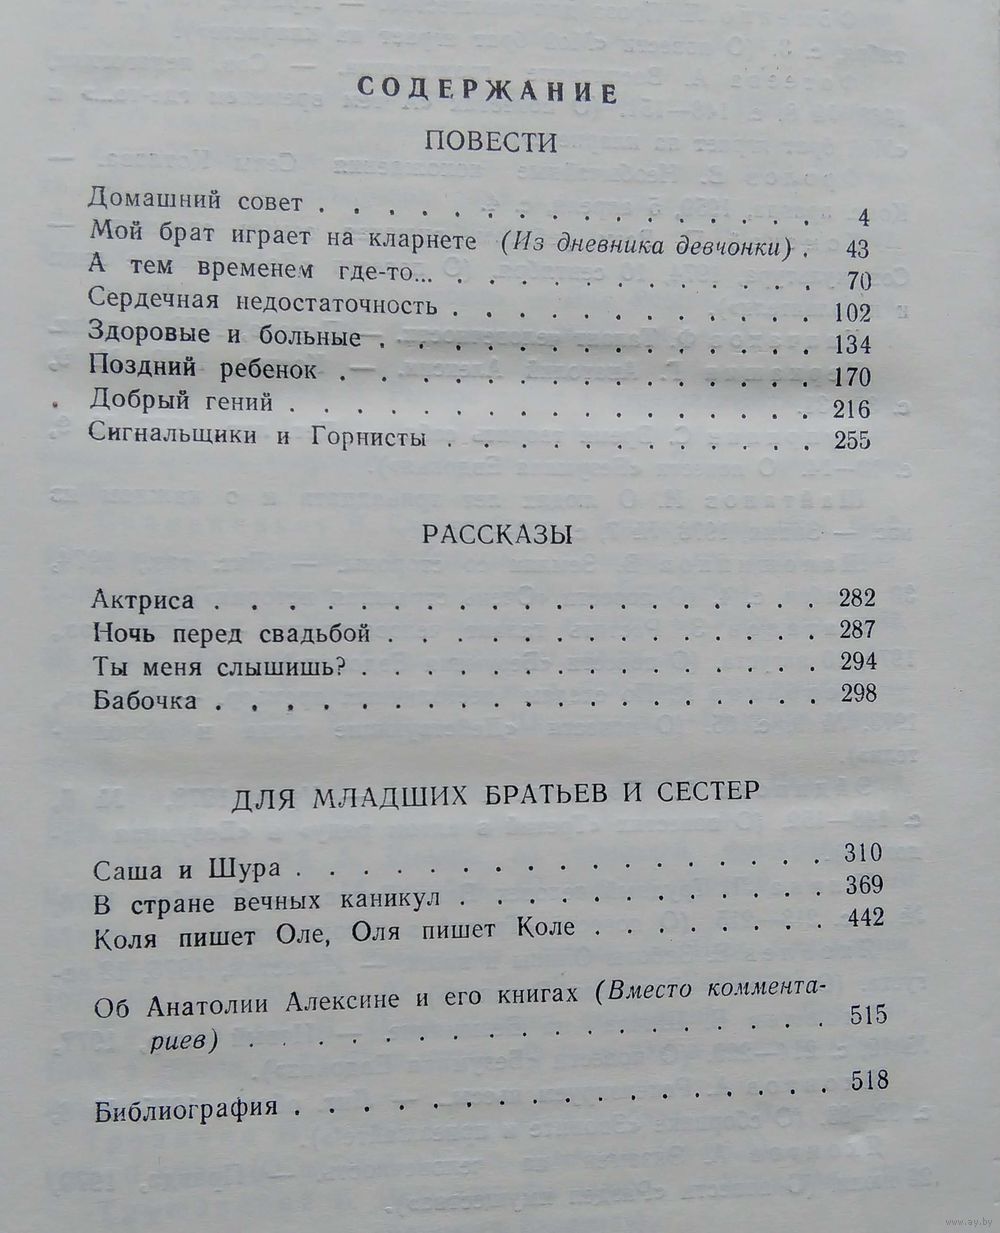 СОДЕРЖАНИЕ
ПОВЕСТИ
Домашний совет . . . . . . . . . . . . . . . 4
Мой брат играет на кларнете (Из дневника девчонки) . 43
А тем временем где-то... . . . . . . . . . . . 70
Сердечная недостаточность . . . . . . . . . . . 102
Здоровые и больные . . . . . . . . . . . . . 134
Поздний ребенок . . . . . . . . . . . . . . 170
Добрый гений . . . . . . . . . . . . . . . 216
Сигнальщики и Горнисты . . . . . . . . . . . 255
РАССКАЗЫ
Актриса . . . . . . . . . . . . . . . . . 282
Ночь перед свадьбой . . . . . . . . . . . . 287
Ты меня слышишь? . . . . . . . . . . . . . 294
Бабочка . . . . . . . . . . . . . . . . . 298
ДЛЯ МЛАДШИХ БРАТЬЕВ И СЕСТЕР
Саша и Шура . . . . . . . . . . . . . . . 310
В стране вечных каникул . . . . . . . . . . . 369
Коля пишет Оле, Оля пишет Коле . . . . . . . 442
Об Анатолии Алексине и его книгах (Вместо коммента-
риев) . . . . . . . . . . . . . . . . . 515
Библиография . . . . . . . . . . . . . . . 518
www.ay.by